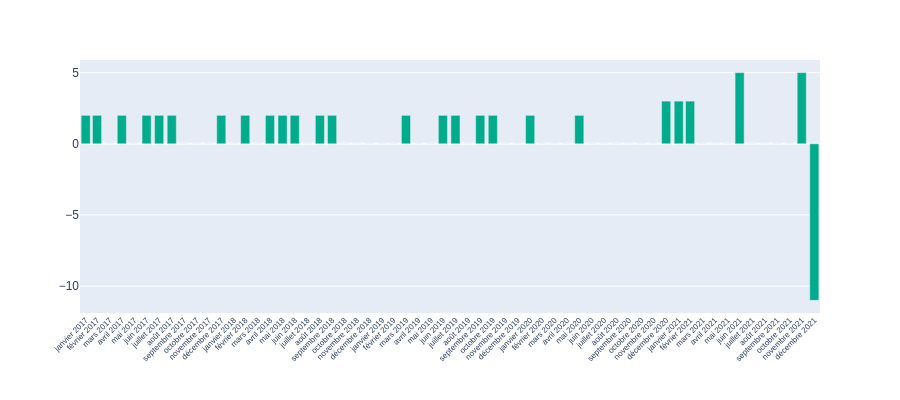 5
0
−5
−10
janvier 2017
février 2017
mars 2017
avril 2017
mai 2017
juin 2017
juillet 2017
août 2017
septembre 2017
octobre 2017
novembre 2017
décembre 2017
janvier 2018
février 2018
mars 2018
avril 2018
mai 2018
juin 2018
juillet 2018
août 2018
septembre 2018
octobre 2018
novembre 2018
décembre 2018
janvier 2019
février 2019
mars 2019
avril 2019
mai 2019
juin 2019
juillet 2019
août 2019
septembre 2019
octobre 2019
novembre 2019
décembre 2019
janvier 2020
février 2020
mars 2020
avril 2020
mai 2020
juin 2020
juillet 2020
août 2020
septembre 2020
octobre 2020
novembre 2020
décembre 2020
janvier 2021
février 2021
mars 2021
avril 2021
mai 2021
juin 2021
juillet 2021
août 2021
septembre 2021
octobre 2021
novembre 2021
décembre 2021